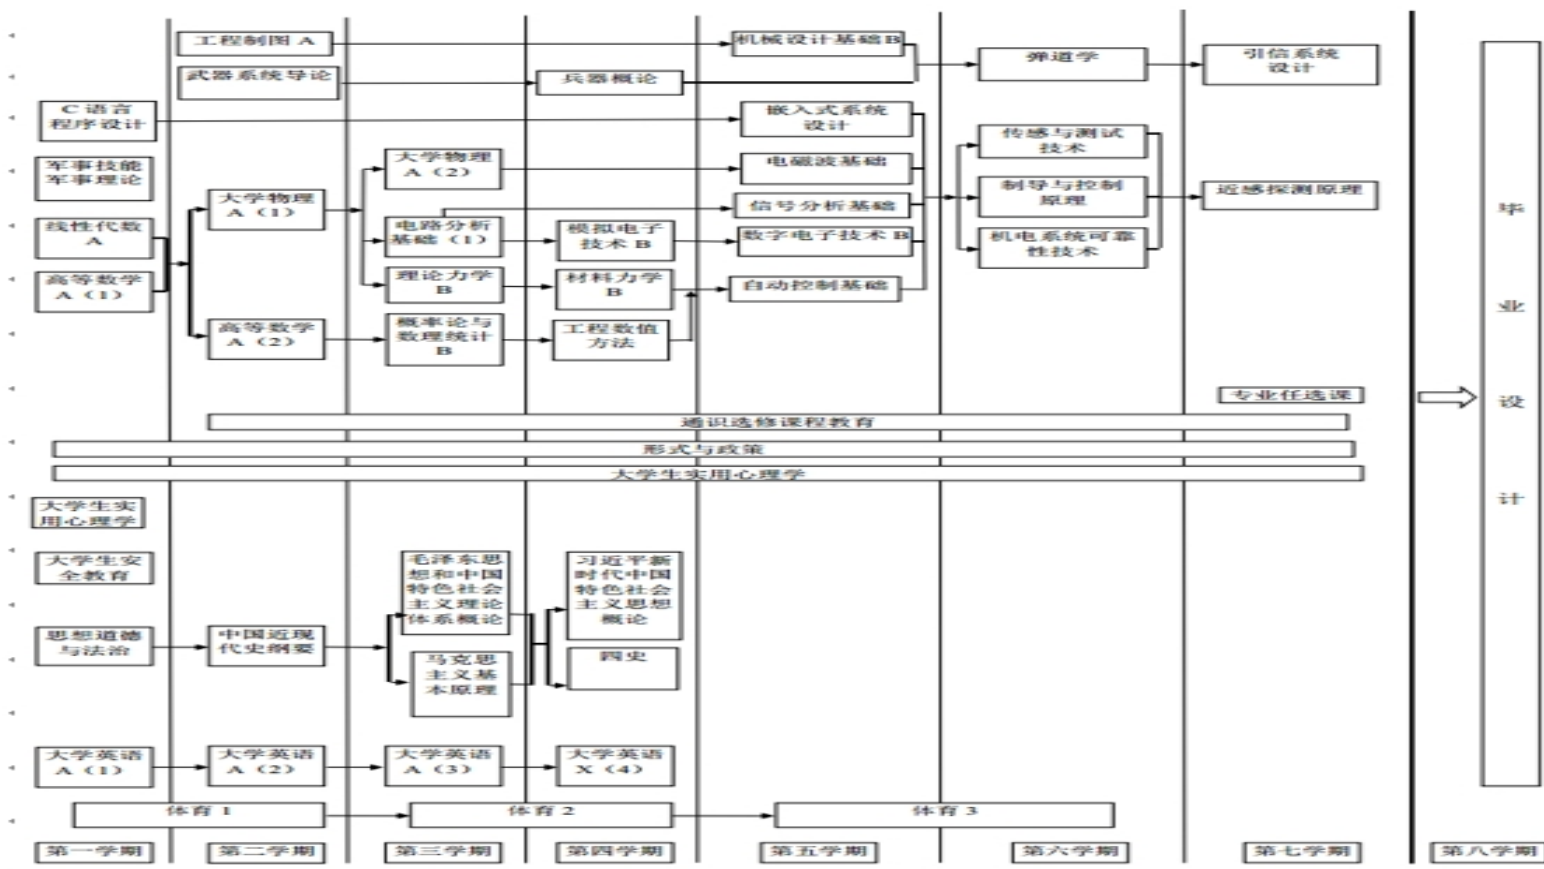 工程制图 A
机械设计基础 B
弹道学
引信系统
设计
武器系统导论
兵器概论
C 语言
程序设计
嵌入式系统
设计
传感与测试
技术
军事技能
军事理论
大学物理
A（2）
电磁波基础
大学物理
A（1）
信号分析基础
制导与控制
原理
近感探测原理
线性代数
A
电路分析
基础（1）
模拟电子
技术 B
数字电子技术 B
机电系统可靠
性技术
高等数学
A（1）
理论力学
B
材料力学
B
自动控制基础
高等数学
A（2）
概率论与
数理统计
B
工程数值
方法
专业任选课
通识选修课程教育
形式与政策
大学生实用心理学
大学生实
用心理学
大学生安
全教育
毛泽东思
想和中国
特色社会
主义理论
体系概论
习近平新
时代中国
特色社会
主义思想
概论
思想道德
与法治
中国近现
代史纲要
马克思
主义基
本原理
四史
大学英语
A（1）
大学英语
A（2）
大学英语
A（3）
大学英语
X（4）
体育 1
体育 2
体育 3
毕
业
设
计
第一学期
第二学期
第三学期
第四学期
第五学期
第六学期
第七学期
第八学期